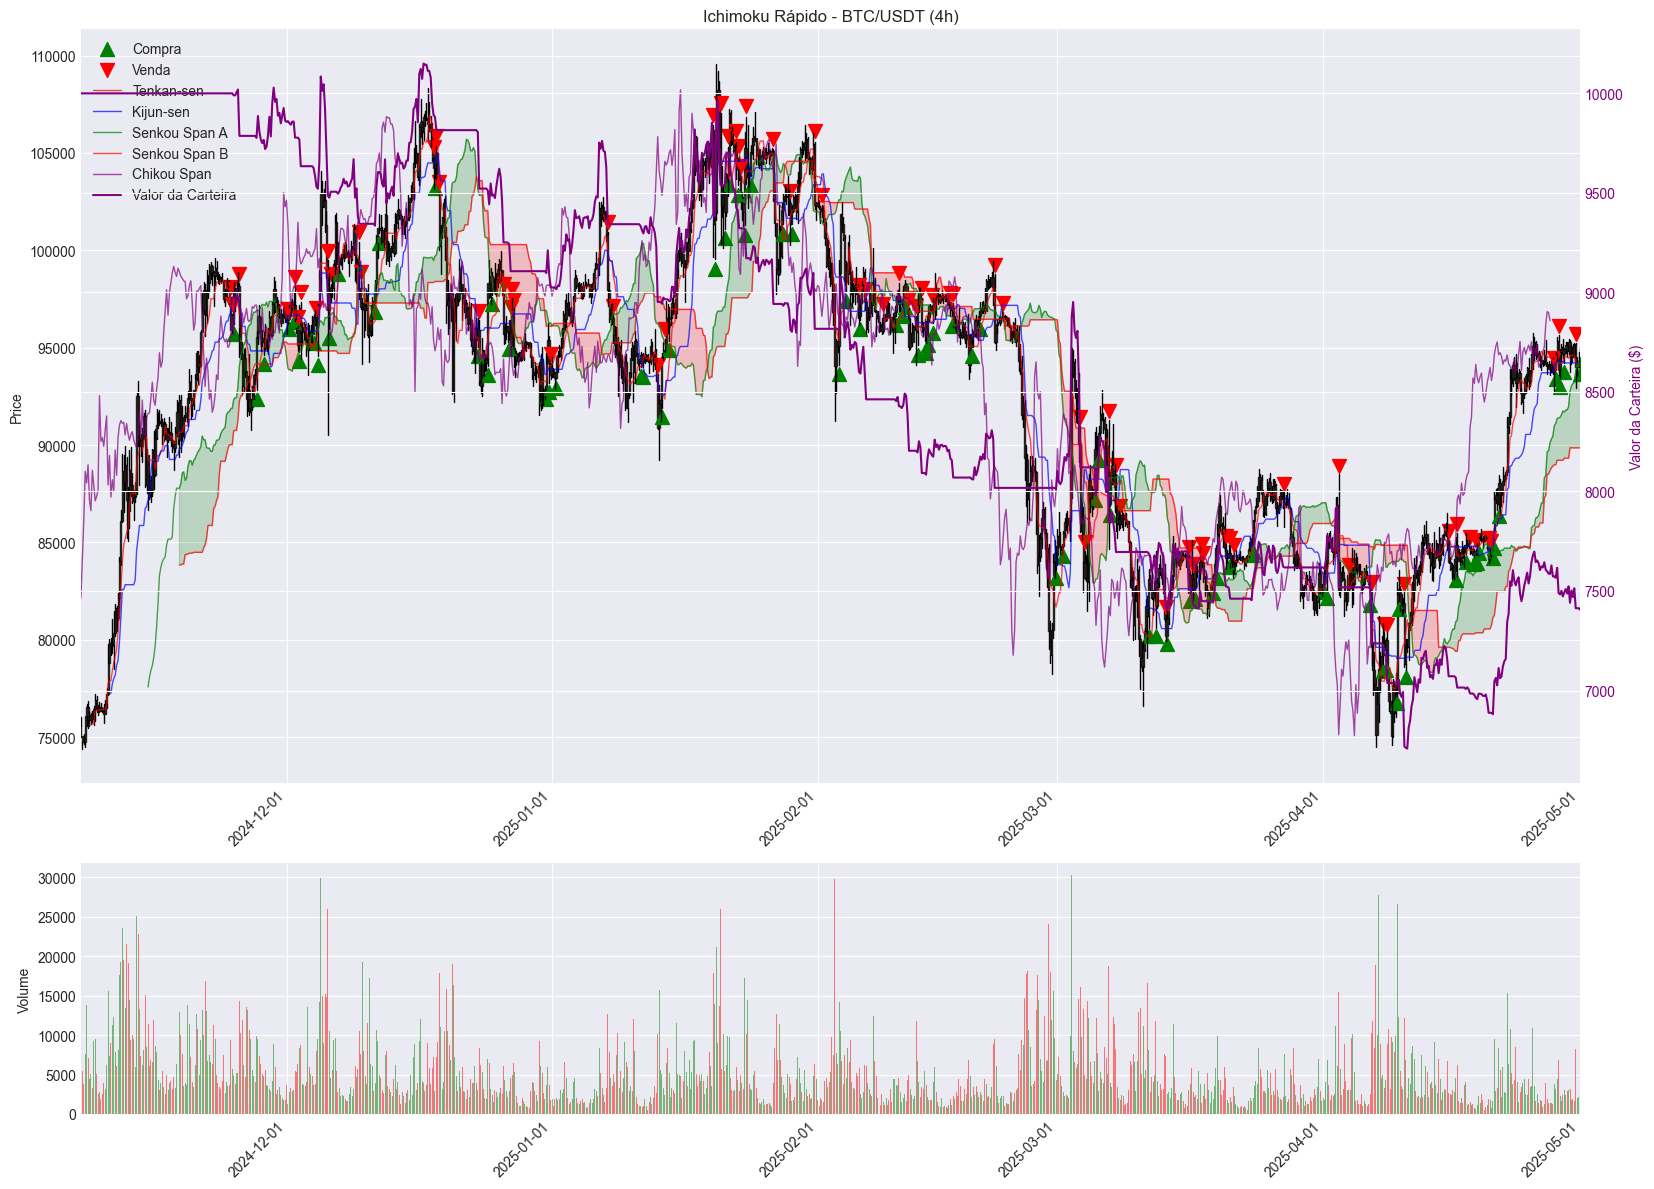 Ichimoku Rápido - BTC/USDT (4h)
Compra
Venda
Tenkan-sen
Kijun-sen
Senkou Span A
Senkou Span B
Chikou Span
Valor da Carteira
110000
105000
100000
95000
90000
85000
80000
75000
Price
10000
9500
9000
8500
8000
7500
7000
Valor da Carteira ($)
2024-12-01
2025-01-01
2025-02-01
2025-03-01
2025-04-01
2025-05-01
30000
25000
20000
15000
10000
5000
0
Volume
2024-12-01
2025-01-01
2025-02-01
2025-03-01
2025-04-01
2025-05-01